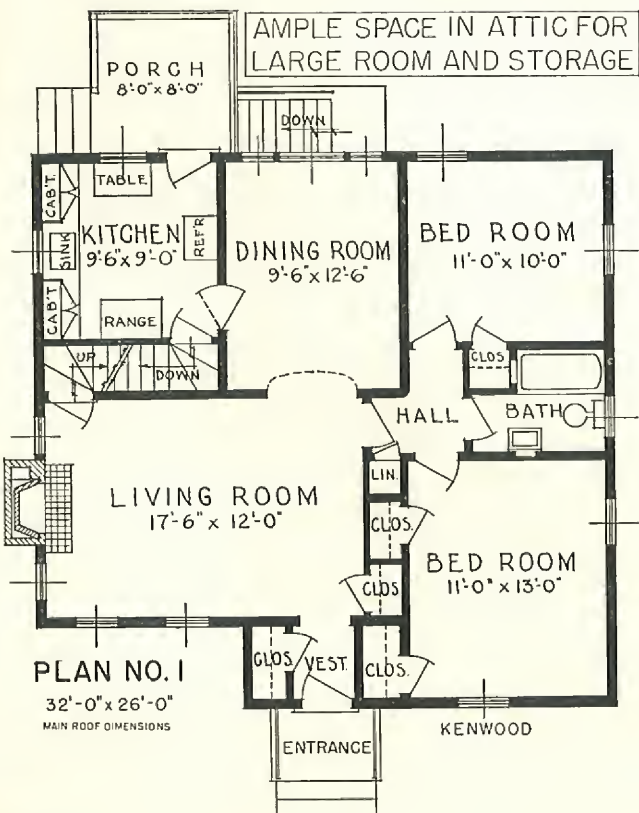 AMPLE SPACE IN ATTIC FOR
LARGE ROOM AND STORAGE
PORCH
8'-0" x 8'-0"
DOWN
TABLE
CAB'T.
SINK
CAB'T.
KITCHEN
9'-6" x 9'-0"
REF'R.
RANGE
DINING ROOM
9'-6" x 12'-6"
BED ROOM
11'-0" x 10'-0"
UP
DOWN
CLOS.
HALL
BATH
LIVING ROOM
17'-6" x 12'-0"
LIN.
CLOS.
CLOS
BED ROOM
11'-0" x 13'-0"
CLOS.
VEST.
CLOS.
PLAN NO. 1
32'-0" x 26'-0"
MAIN ROOF DIMENSIONS
ENTRANCE
KENWOOD